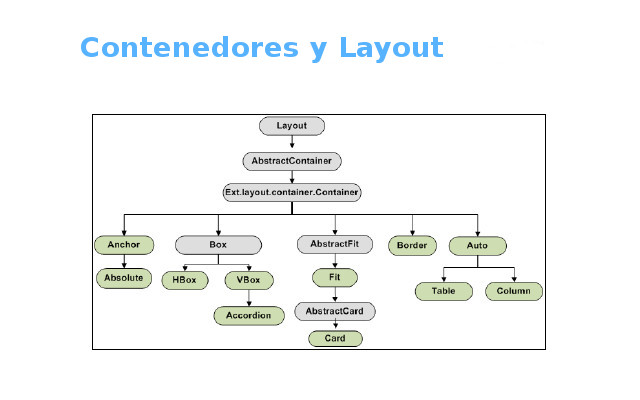 Contenedores y Layout
Layout
AbstractContainer
Ext.layout.container.Container
Anchor
Box
AbstractFit
Border
Auto
Absolute
HBox
VBox
Fit
Table
Column
Accordion
AbstractCard
Card